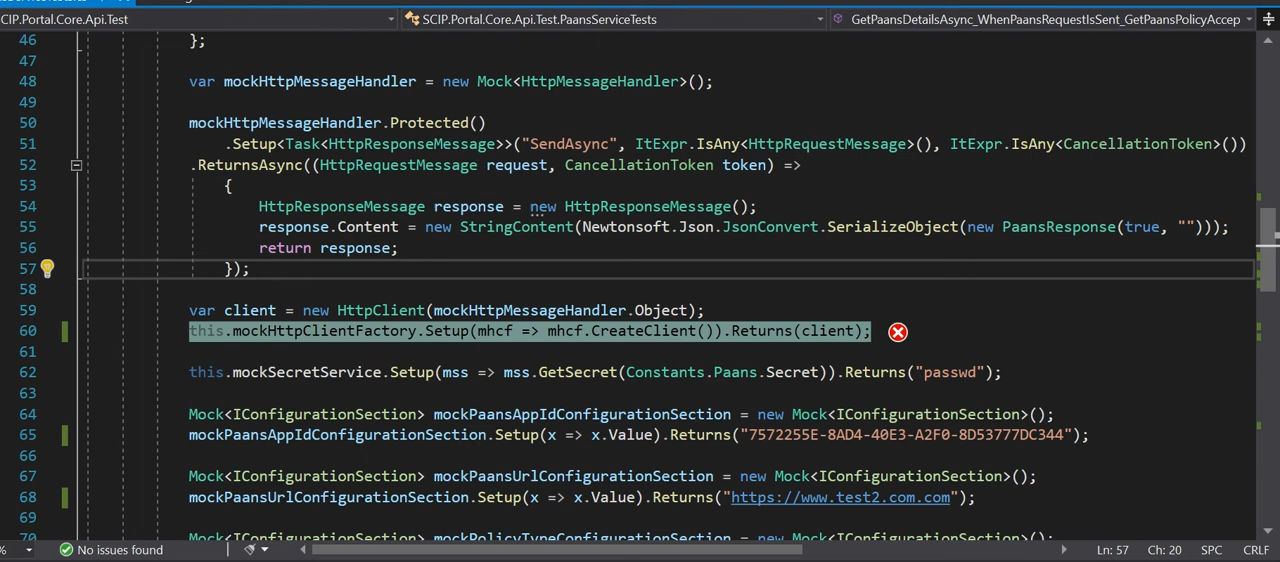 SCIP.Portal.Core.Api.Test.PaansServiceTests
GetPaansDetailsAsync_WhenPaansRequestIsSent_GetPaansPolicyAccep
46 };
47
48 var mockHttpMessageHandler = new Mock<HttpMessageHandler>();
49
50 mockHttpMessageHandler.Protected()
51 .Setup<Task<HttpResponseMessage>>("SendAsync", ItExpr.IsAny<HttpRequestMessage>(), ItExpr.IsAny<CancellationToken>())
52 .ReturnsAsync((HttpRequestMessage request, CancellationToken token) =>
53 {
54 HttpResponseMessage response = new HttpResponseMessage();
55 response.Content = new StringContent(Newtonsoft.Json.JsonConvert.SerializeObject(new PaansResponse(true, "")));
56 return response;
57 });
58
59 var client = new HttpClient(mockHttpMessageHandler.Object);
60 this.mockHttpClientFactory.Setup(mhcf => mhcf.CreateClient()).Returns(client);
61
62 this.mockSecretService.Setup(mss => mss.GetSecret(Constants.Paans.Secret)).Returns("passwd");
63
64 Mock<IConfigurationSection> mockPaansAppIdConfigurationSection = new Mock<IConfigurationSection>();
65 mockPaansAppIdConfigurationSection.Setup(x => x.Value).Returns("7572255E-8AD4-40E3-A2F0-8D53777DC344");
66
67 Mock<IConfigurationSection> mockPaansUrlConfigurationSection = new Mock<IConfigurationSection>();
68 mockPaansUrlConfigurationSection.Setup(x => x.Value).Returns("https://www.test2.com.com");
69
70 Mock<IConfigurationSection> mockPolicyTypeConfigurationSection = new Mock<IConfigurationSection>();
% No issues found Ln: 57 Ch: 20 SPC CRLF